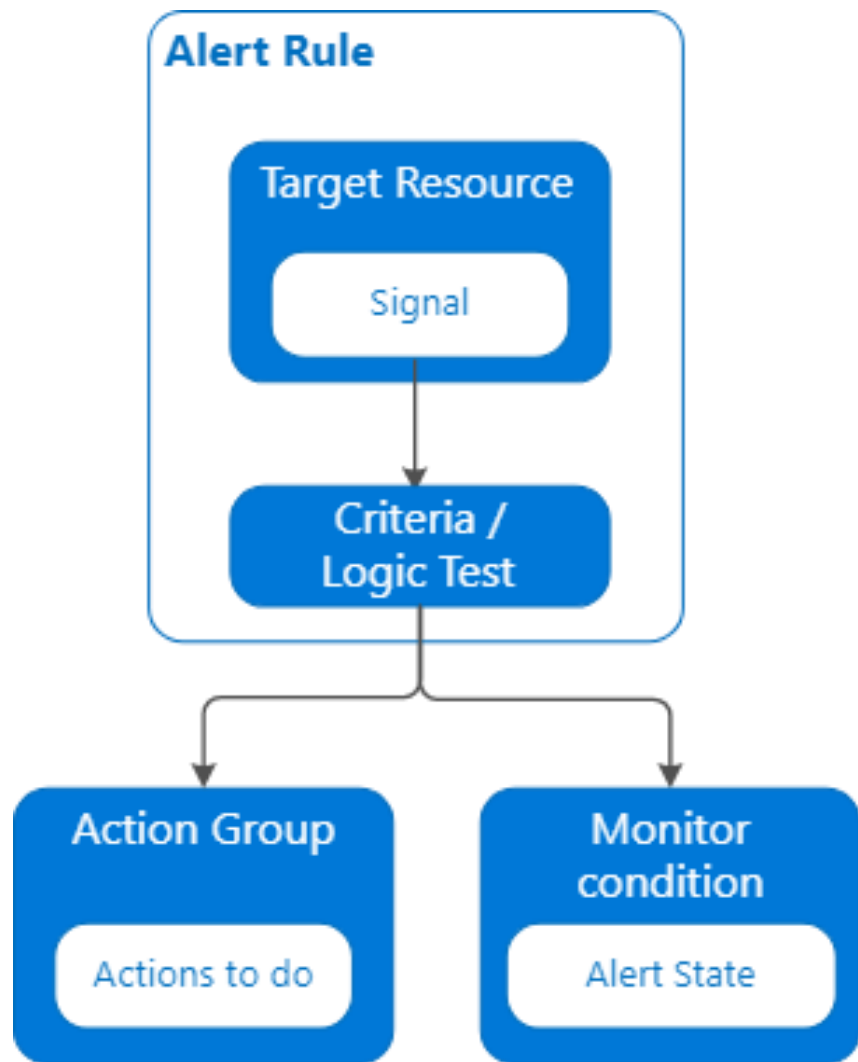 Alert Rule
Target Resource
Signal
Criteria /
Logic Test
Action Group
Actions to do
Monitor
condition
Alert State